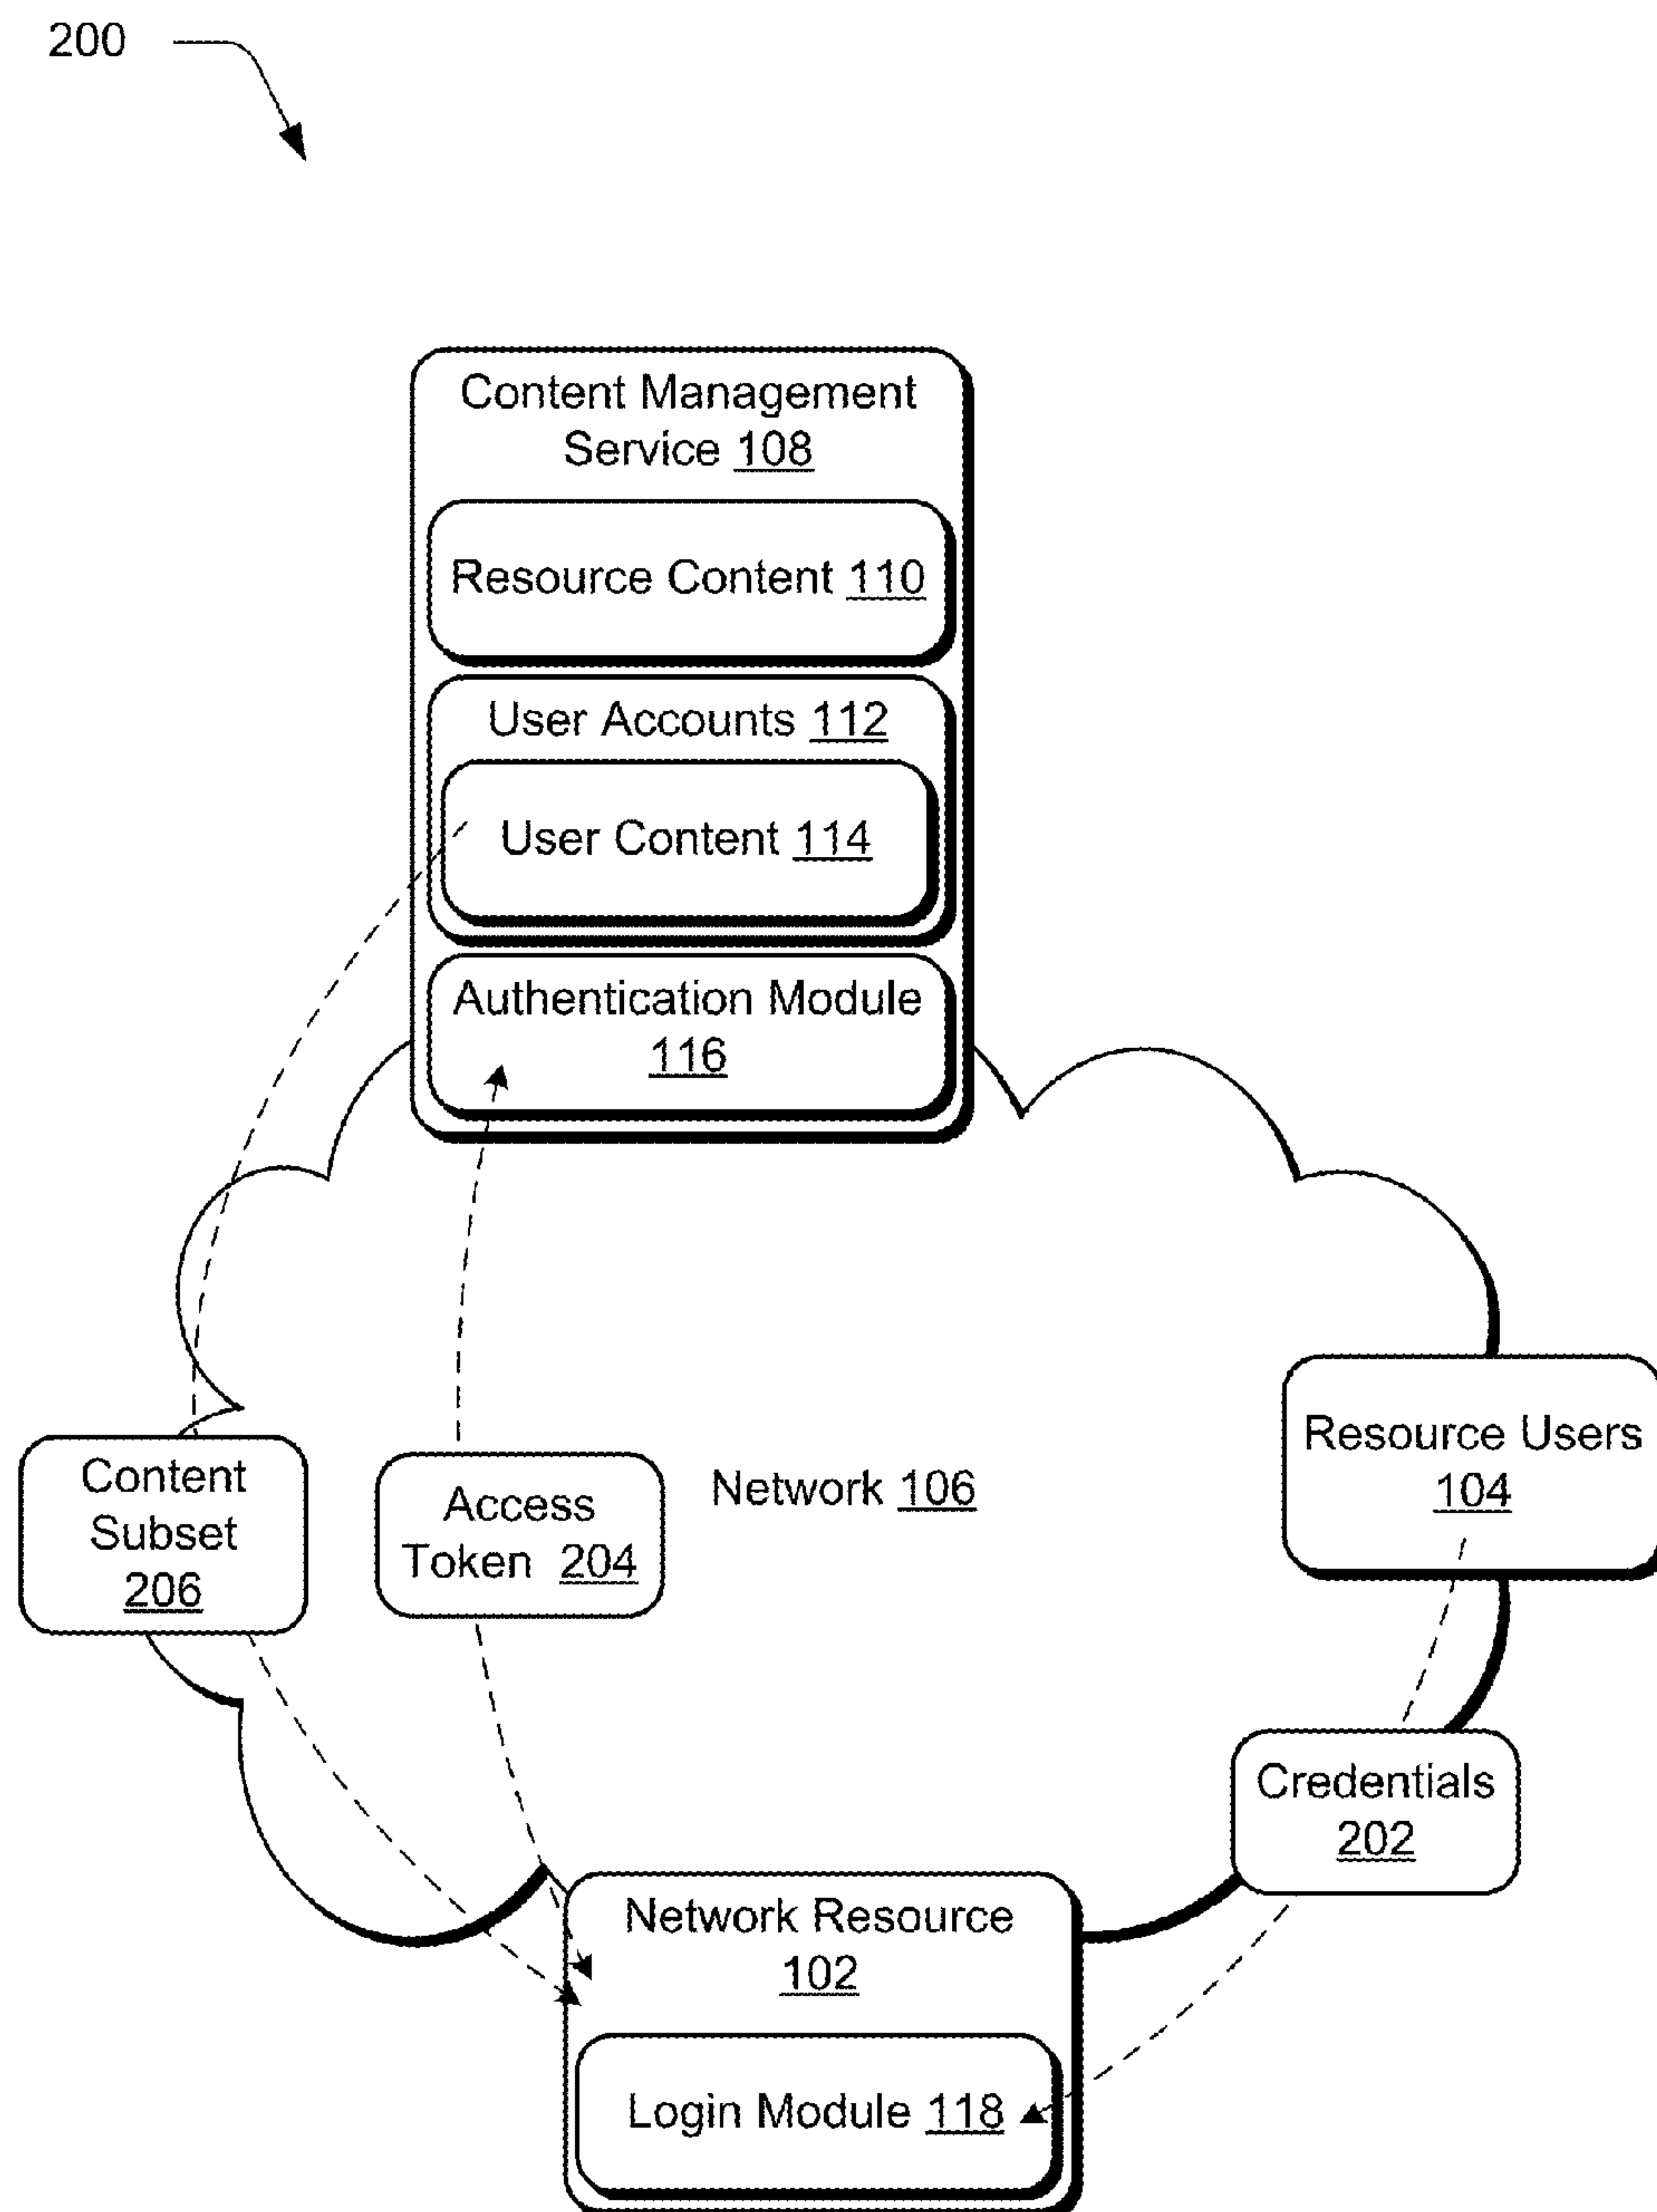 200
Content Management
Service 108
Resource Content 110
User Accounts 112
User Content 114
Authentication Module
116
Content
Subset
206
Access
Token 204
Network 106
Resource Users
104
Credentials
202
Network Resource
102
Login Module 118